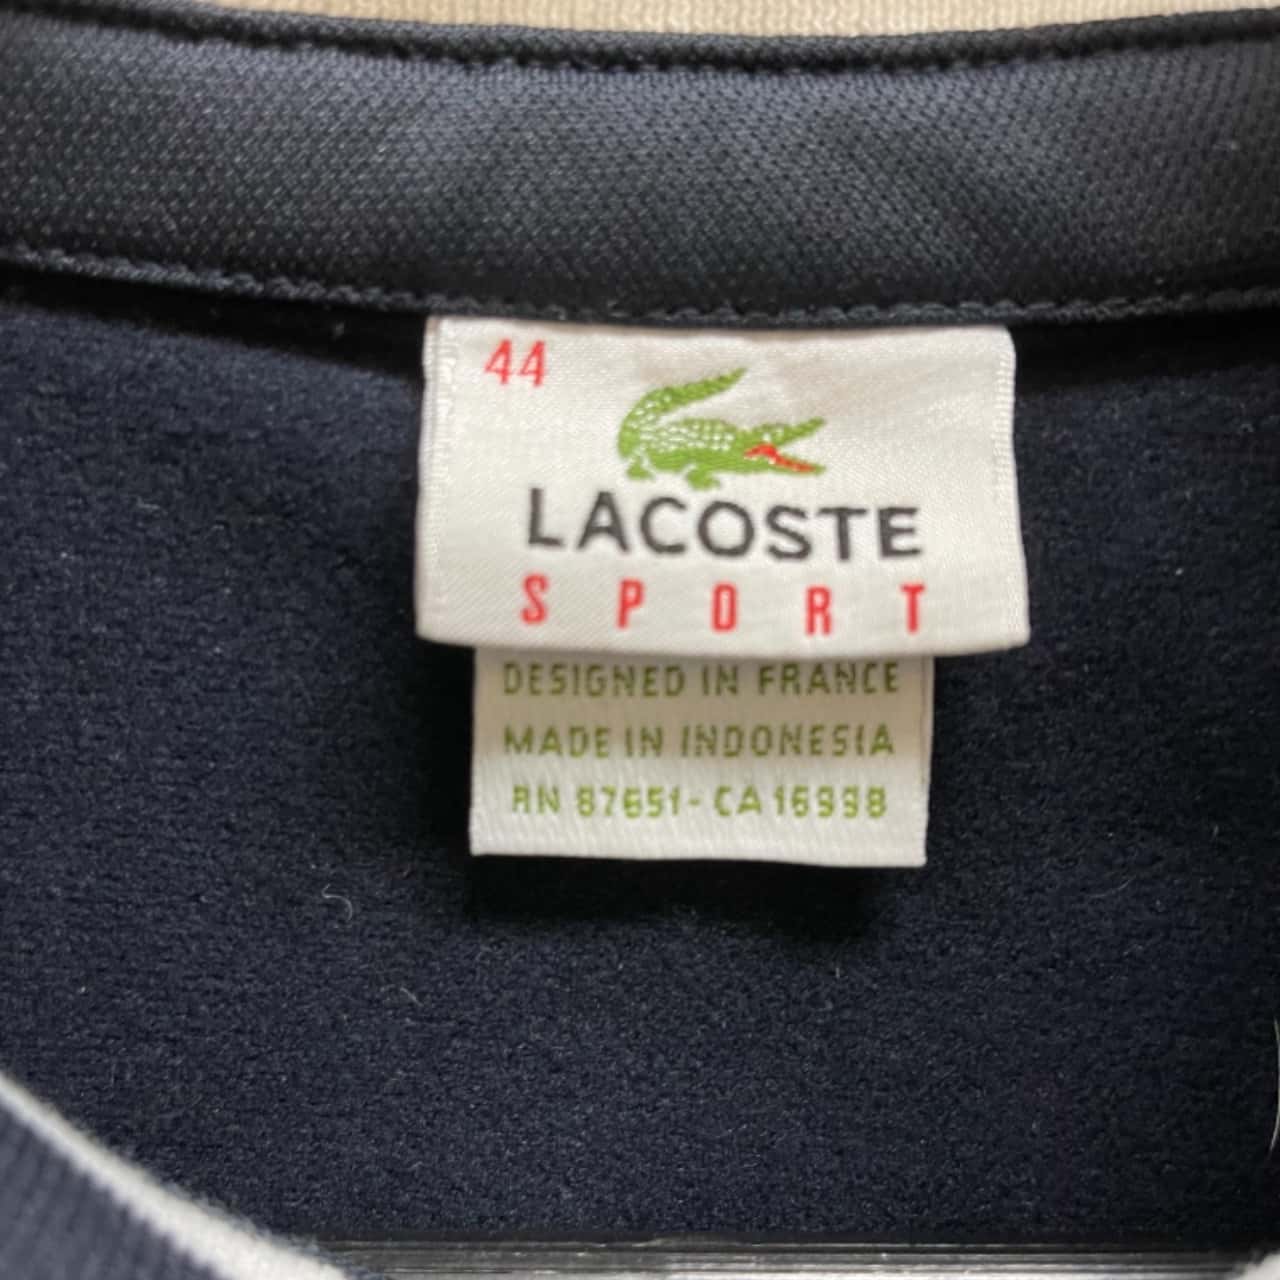 44
LACOSTE
SPORT
DESIGNED IN FRANCE
MADE IN INDONESIA
RN 87651- CA 16998